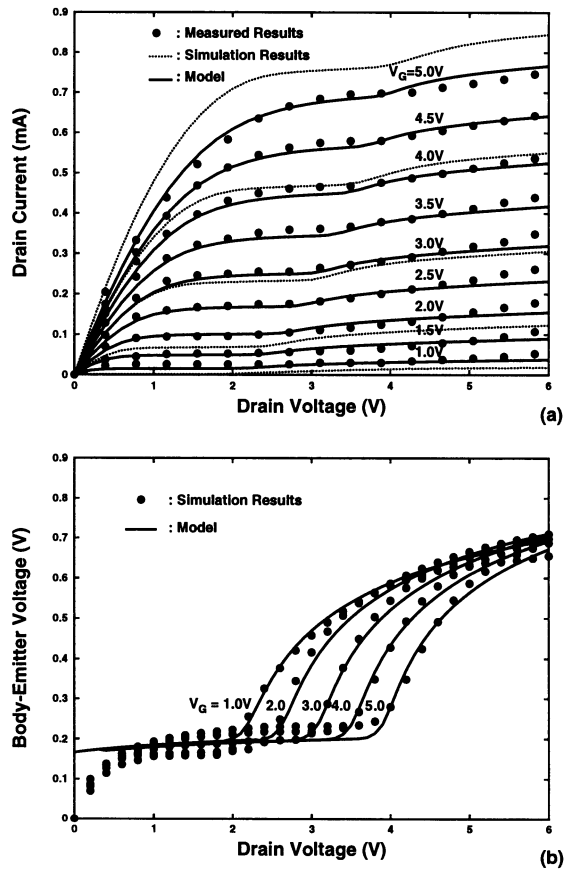 0.9
: Measured Results
: Simulation Results
: Model
0.8
V_G=5.0V
0.7
4.5V
0.6
4.0V
0.5
3.5V
0.4
3.0V
0.3
2.5V
2.0V
0.2
1.5V
0.1
1.0V
0
Drain Current (mA)
0 1 2 3 4 5 6
Drain Voltage (V)
(a)
0.9
0.8
: Simulation Results
: Model
0.7
0.6
0.5
0.4
0.3
V_G = 1.0V 2.0 3.0 4.0 5.0
0.2
0.1
0
Body-Emitter Voltage (V)
0 1 2 3 4 5 6
Drain Voltage (V)
(b)